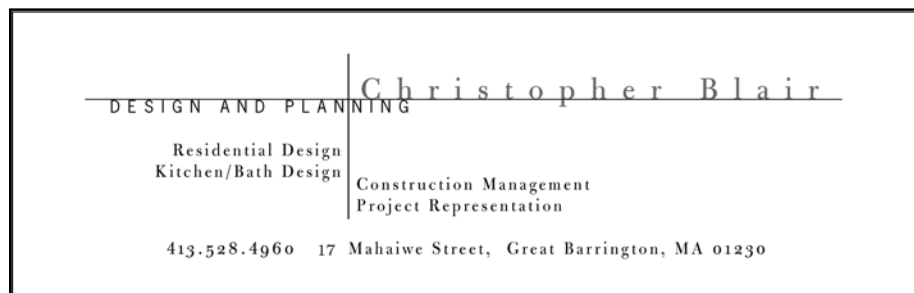 Christopher Blair
DESIGN AND PLANNING
Residential Design
Kitchen/Bath Design
Construction Management
Project Representation
413.528.4960 17 Mahaiwe Street, Great Barrington, MA 01230